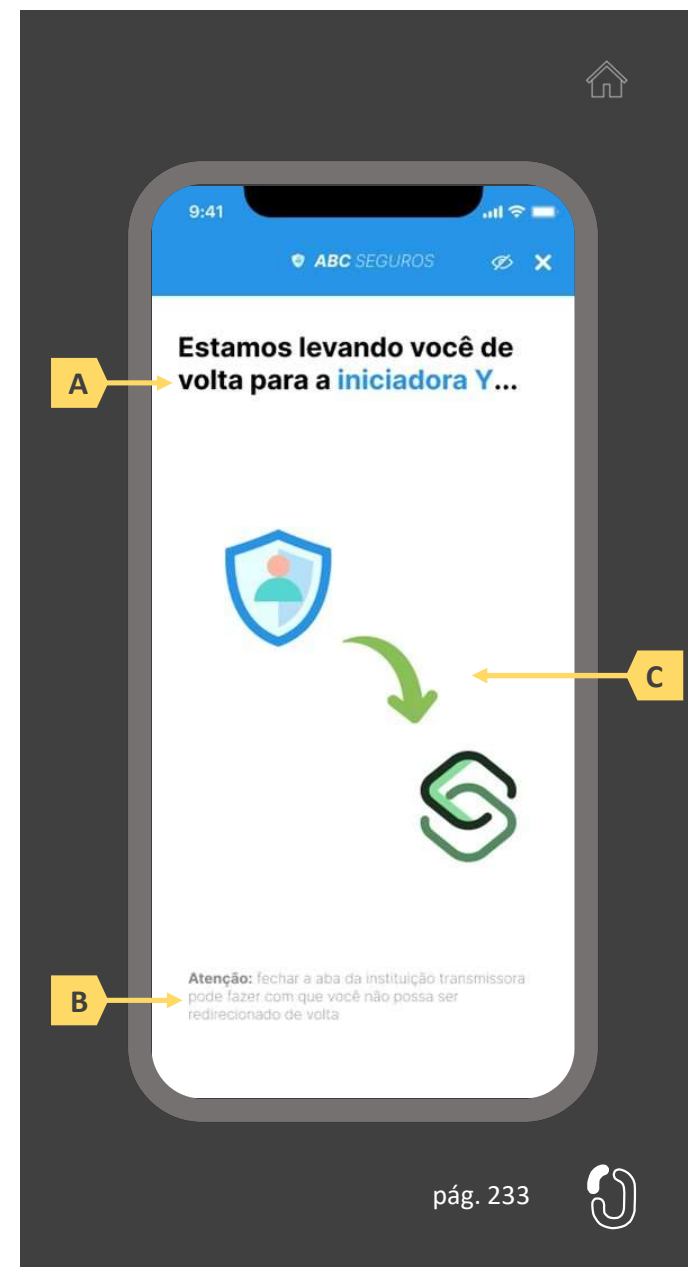 9:41
ABC SEGUROS
Estamos levando você de
volta para a iniciadora Y...
A
C
Atenção: fechar a aba da instituição transmissora
pode fazer com que você não possa ser
redirecionado de volta
B
pág. 233